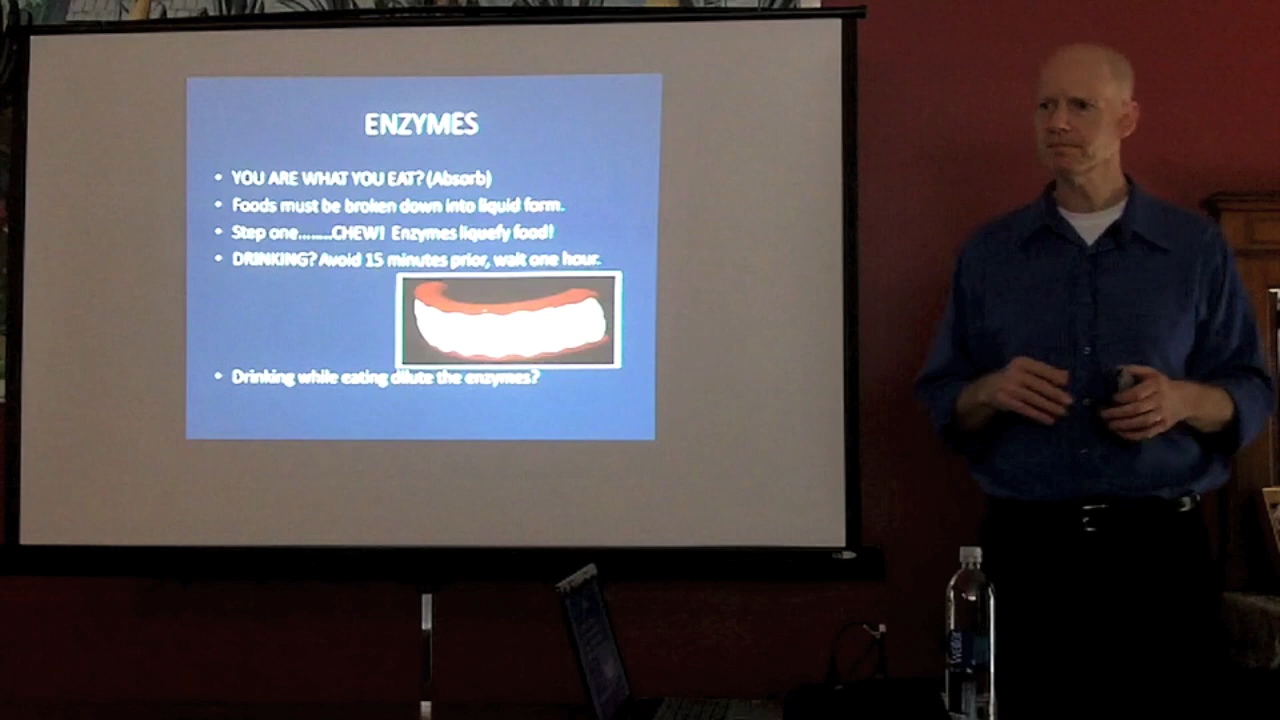 ENZYMES
• YOU ARE WHAT YOU EAT? (Absorb)
• Foods must be broken down into liquid form.
• Step one........CHEW! Enzymes liquefy food!
• DRINKING? Avoid 15 minutes prior, wait one hour.
• Drinking while eating dilute the enzymes?
Water